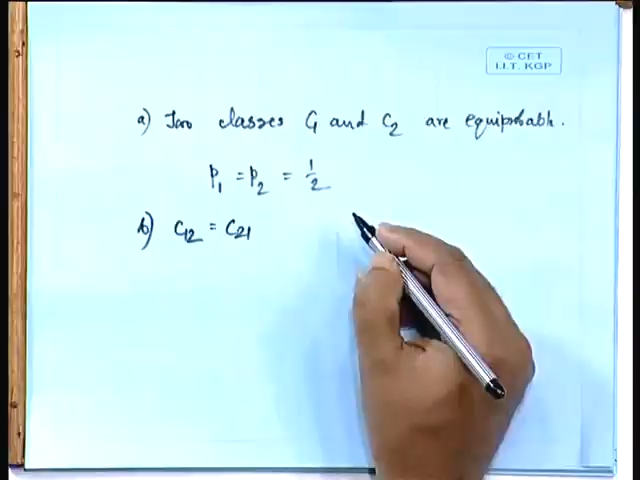 © CET
I.I.T. KGP
a) Two classes C1 and C2 are equiprobable.
P1 = P2 = 1/2
b) C12 = C21